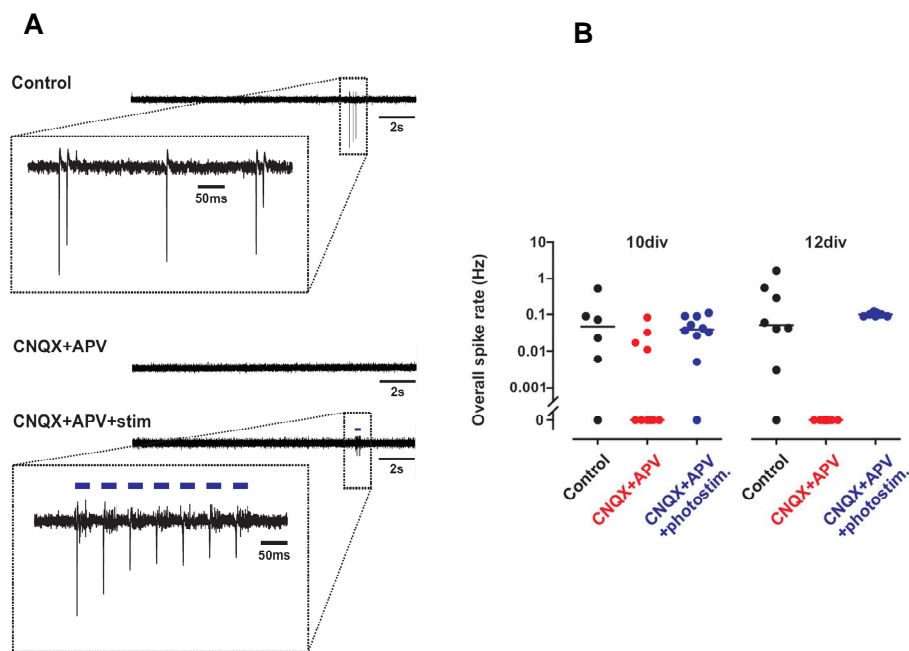 A
Control
2s
50ms
CNQX+APV
2s
CNQX+APV+stim
2s
50ms
B
10div
12div
Overall spike rate (Hz)
10
1
0.1
0.01
0.001
0
Control
CNQX+APV
CNQX+APV
+photostim.
Control
CNQX+APV
CNQX+APV
+photostim.